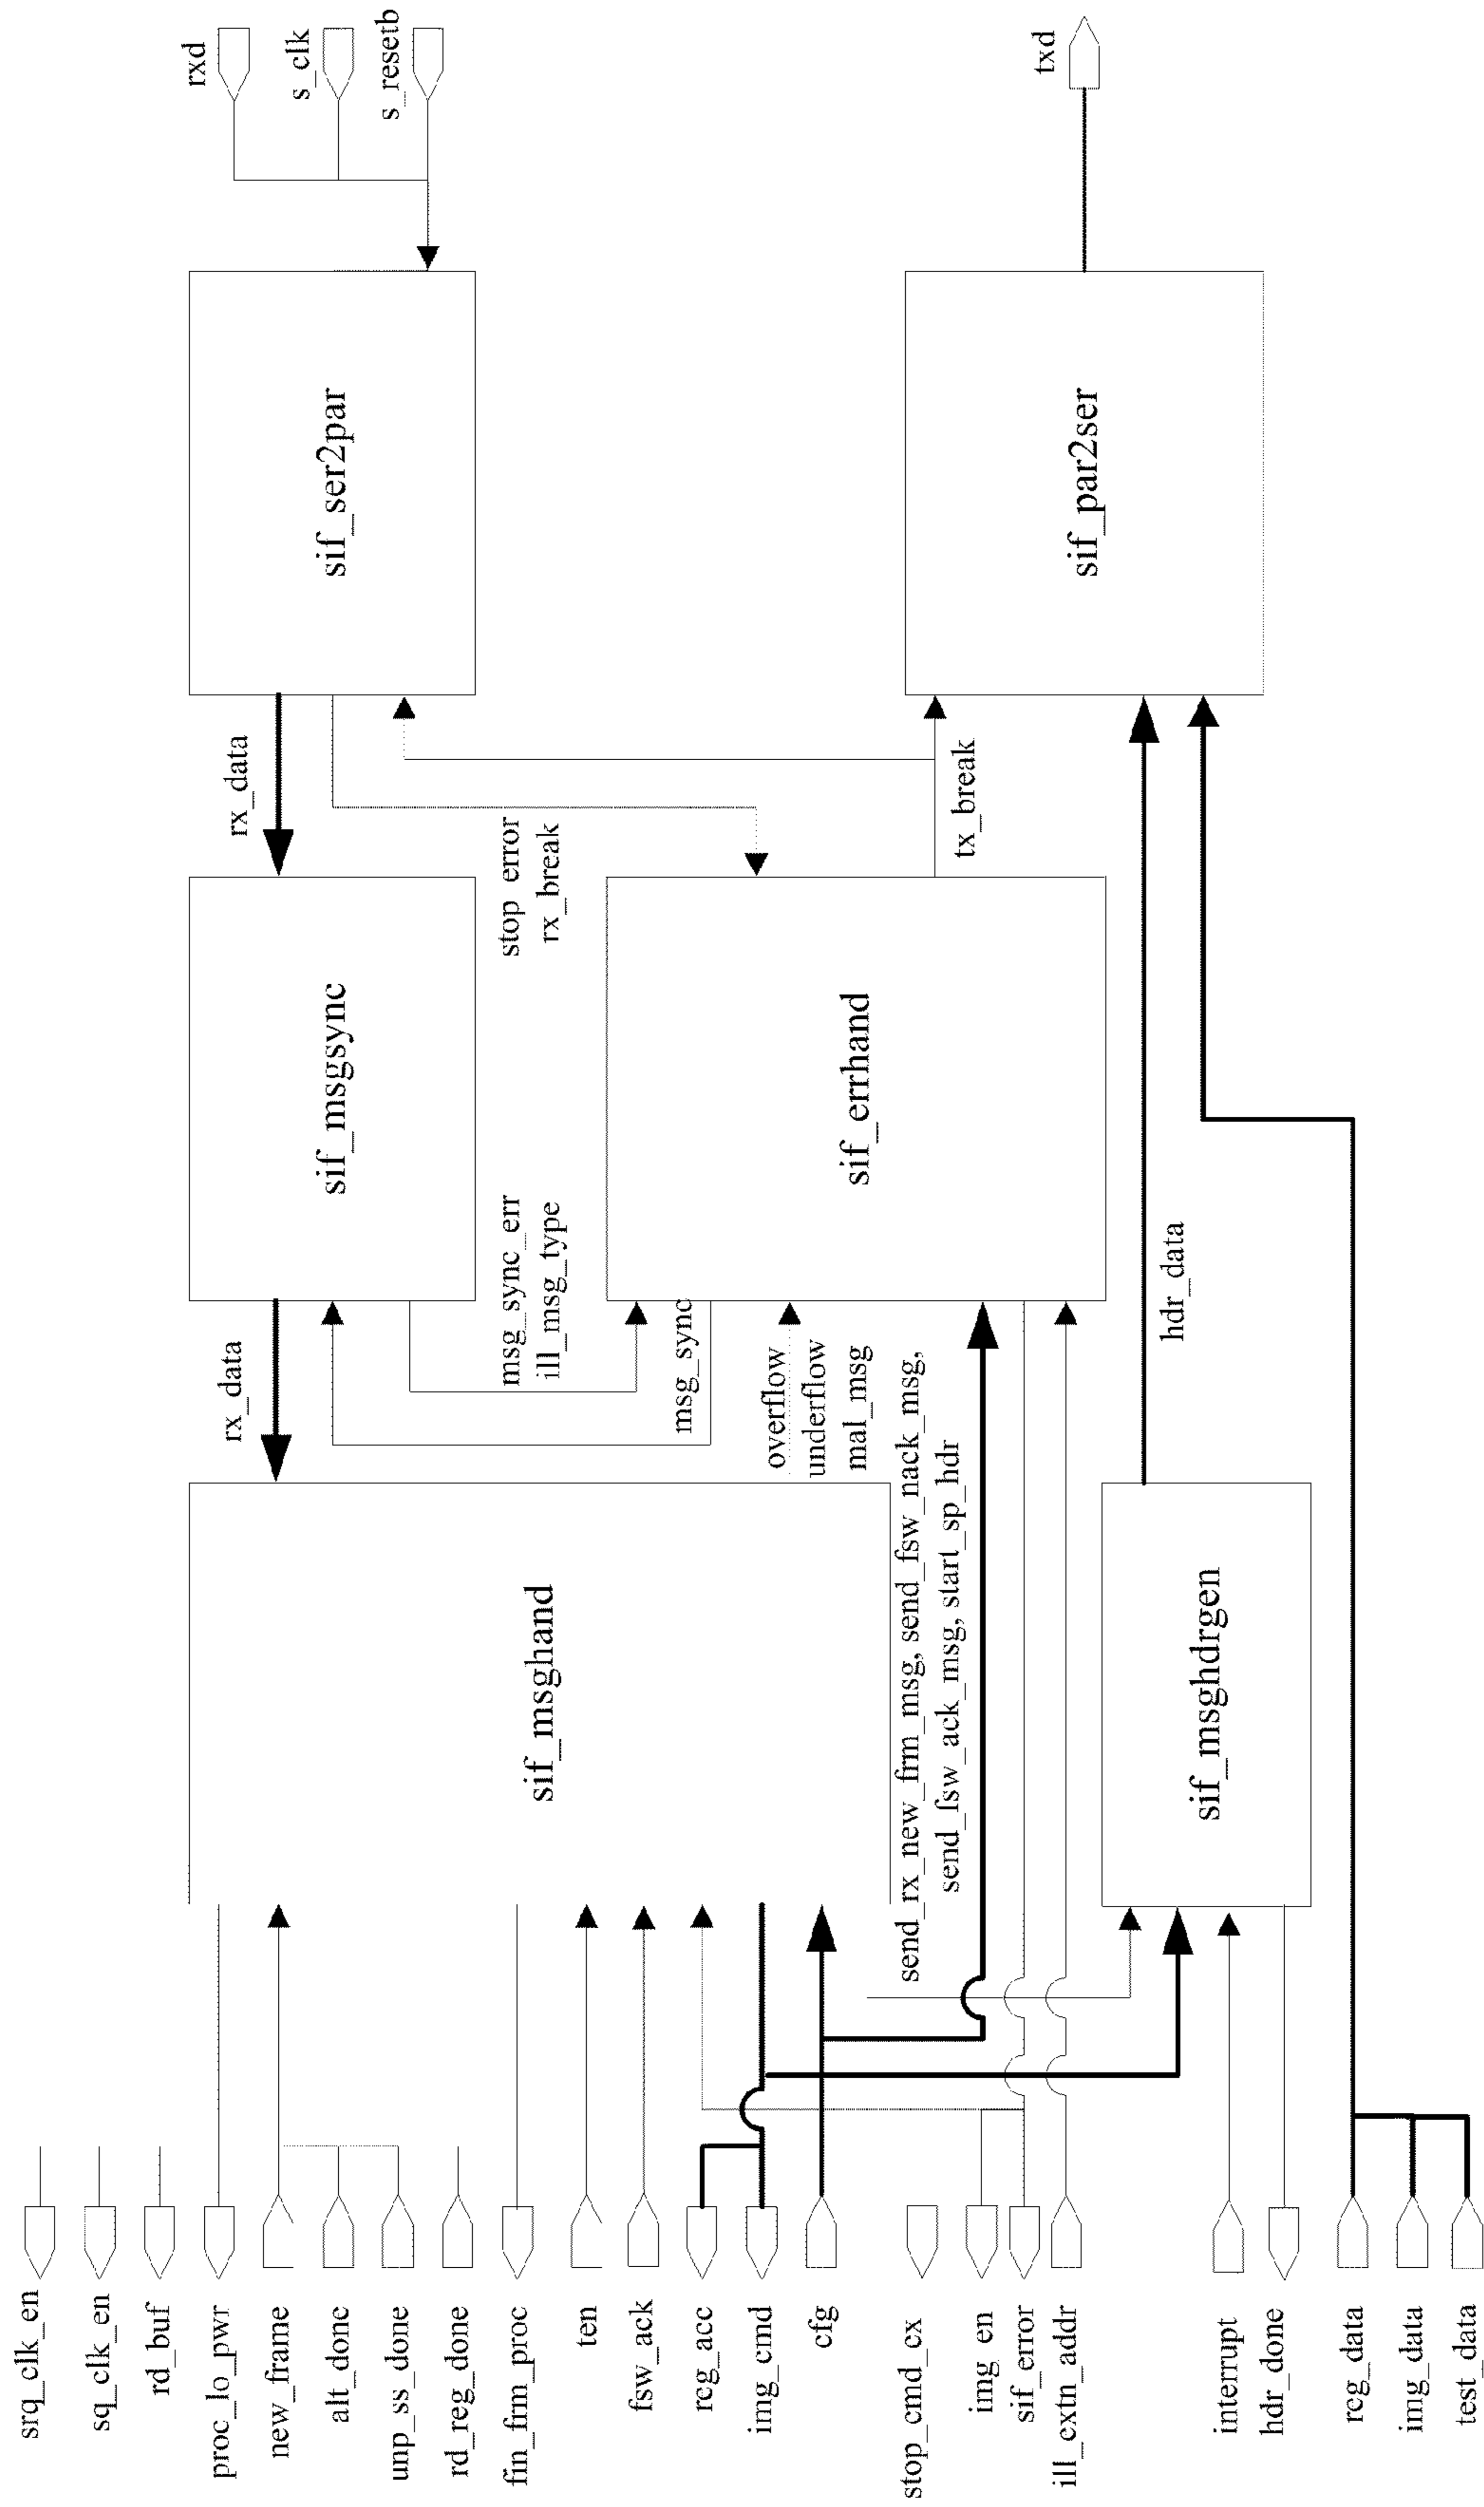 srq_clk_en
sq_clk_en
rd_buf
proc_lo_pwr
new_frame
alt_done
unp_ss_done
rd_reg_done
fin_frm_proc
ten
fsw_ack
reg_acc
img_cmd
cfg
stop_cmd_ex
img_en
sif_error
ill_extn_addr
interrupt
hdr_done
reg_data
img_data
test_data
sif_msghand
send_rx_new_frm_msg, send_fsw_nack_msg,
send_fsw_ack_msg, start_sp_hdr
sif_msghdrgen
rx_data
msg_sync_err
ill_msg_type
msg_sync
overflow
underflow
mal_msg
hdr_data
sif_msgsync
sif_errhand
rx_data
stop_error
rx_break
tx_break
sif_ser2par
sif_par2ser
rxd
s_clk
s_resetb
txd